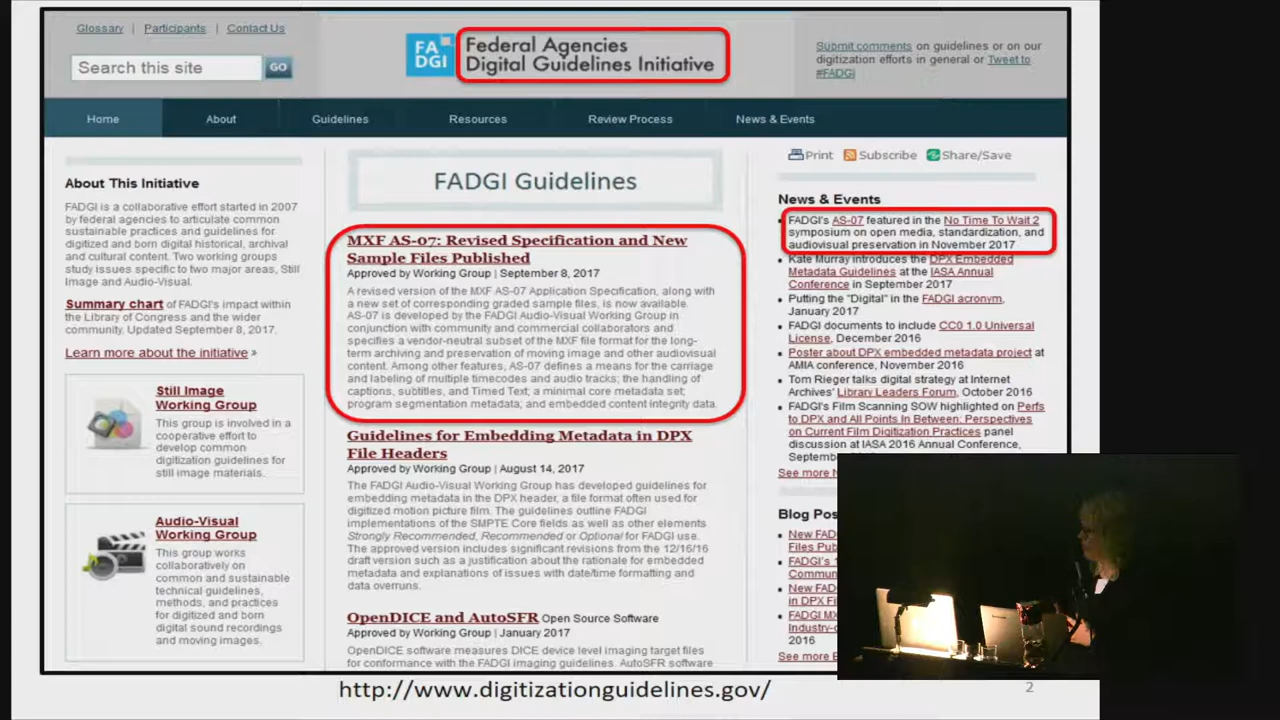 Glossary | Participants | Contact Us
Search this site GO
FADGI
Federal Agencies
Digital Guidelines Initiative
Submit comments on guidelines or on our
digitization efforts in general or Tweet to
#FADGI
Home About Guidelines Resources Review Process News & Events
About This Initiative
FADGI is a collaborative effort started in 2007
by federal agencies to articulate common
sustainable practices and guidelines for
digitized and born digital historical, archival
and cultural content. Two working groups
study issues specific to two major areas, Still
Image and Audio-Visual.
Summary chart of FADGI's impact within
the Library of Congress and the wider
community. Updated September 8, 2017.
Learn more about the initiative »
Still Image
Working Group
This group is involved in a
cooperative effort to
develop common
digitization guidelines for
still image materials.
Audio-Visual
Working Group
This group works
collaboratively on
common and sustainable
technical guidelines,
methods, and practices
for digitized and born
digital sound recordings
and moving images.
FADGI Guidelines
MXF AS-07: Revised Specification and New
Sample Files Published
Approved by Working Group | September 8, 2017
A revised version of the MXF AS-07 Application Specification, along with
a new set of corresponding graded sample files, is now available.
AS-07 is developed by the FADGI Audio-Visual Working Group in
conjunction with community and commercial collaborators and
specifies a vendor-neutral subset of the MXF file format for the long-
term archiving and preservation of moving image and other audiovisual
content. Among other features, AS-07 defines a means for the carriage
and labeling of multiple timecodes and audio tracks; the handling of
captions, subtitles, and Timed Text; a minimal core metadata set;
program segmentation metadata; and embedded content integrity data.
Guidelines for Embedding Metadata in DPX
File Headers
Approved by Working Group | August 14, 2017
The FADGI Audio-Visual Working Group has developed guidelines for
embedding metadata in the DPX header, a file format often used for
digitized motion picture film. The guidelines outline FADGI
implementations of the SMPTE Core fields as well as other elements
Strongly Recommended, Recommended or Optional for FADGI use.
The approved version includes significant revisions from the 12/16/16
draft version such as a justification about the rationale for embedded
metadata and explanations of issues with date/time formatting and
data overruns.
OpenDICE and AutoSFR Open Source Software
Approved by Working Group | January 2017
OpenDICE software measures DICE device level imaging target files
for conformance with the FADGI imaging guidelines. AutoSFR software
Print Subscribe Share/Save
News & Events
FADGI's AS-07 featured in the No Time To Wait 2
symposium on open media, standardization, and
audiovisual preservation in November 2017
Kate Murray introduces the DPX Embedded
Metadata Guidelines at the IASA Annual
Conference in September 2017
Putting the "Digital" in the FADGI acronym,
January 2017
FADGI documents to include CC0 1.0 Universal
License, December 2016
Poster about DPX embedded metadata project at
AMIA conference, November 2016
Tom Rieger talks digital strategy at Internet
Archives' Library Leaders Forum, October 2016
FADGI's Film Scanning SOW highlighted on Perfs
to DPX and All Points In Between: Perspectives
on Current Film Digitization Practices panel
discussion at IASA 2016 Annual Conference,
See more
Blog
New
Files
FADGI's
New
in DPX
FADGI
2016
See more
http://www.digitizationguidelines.gov/
2